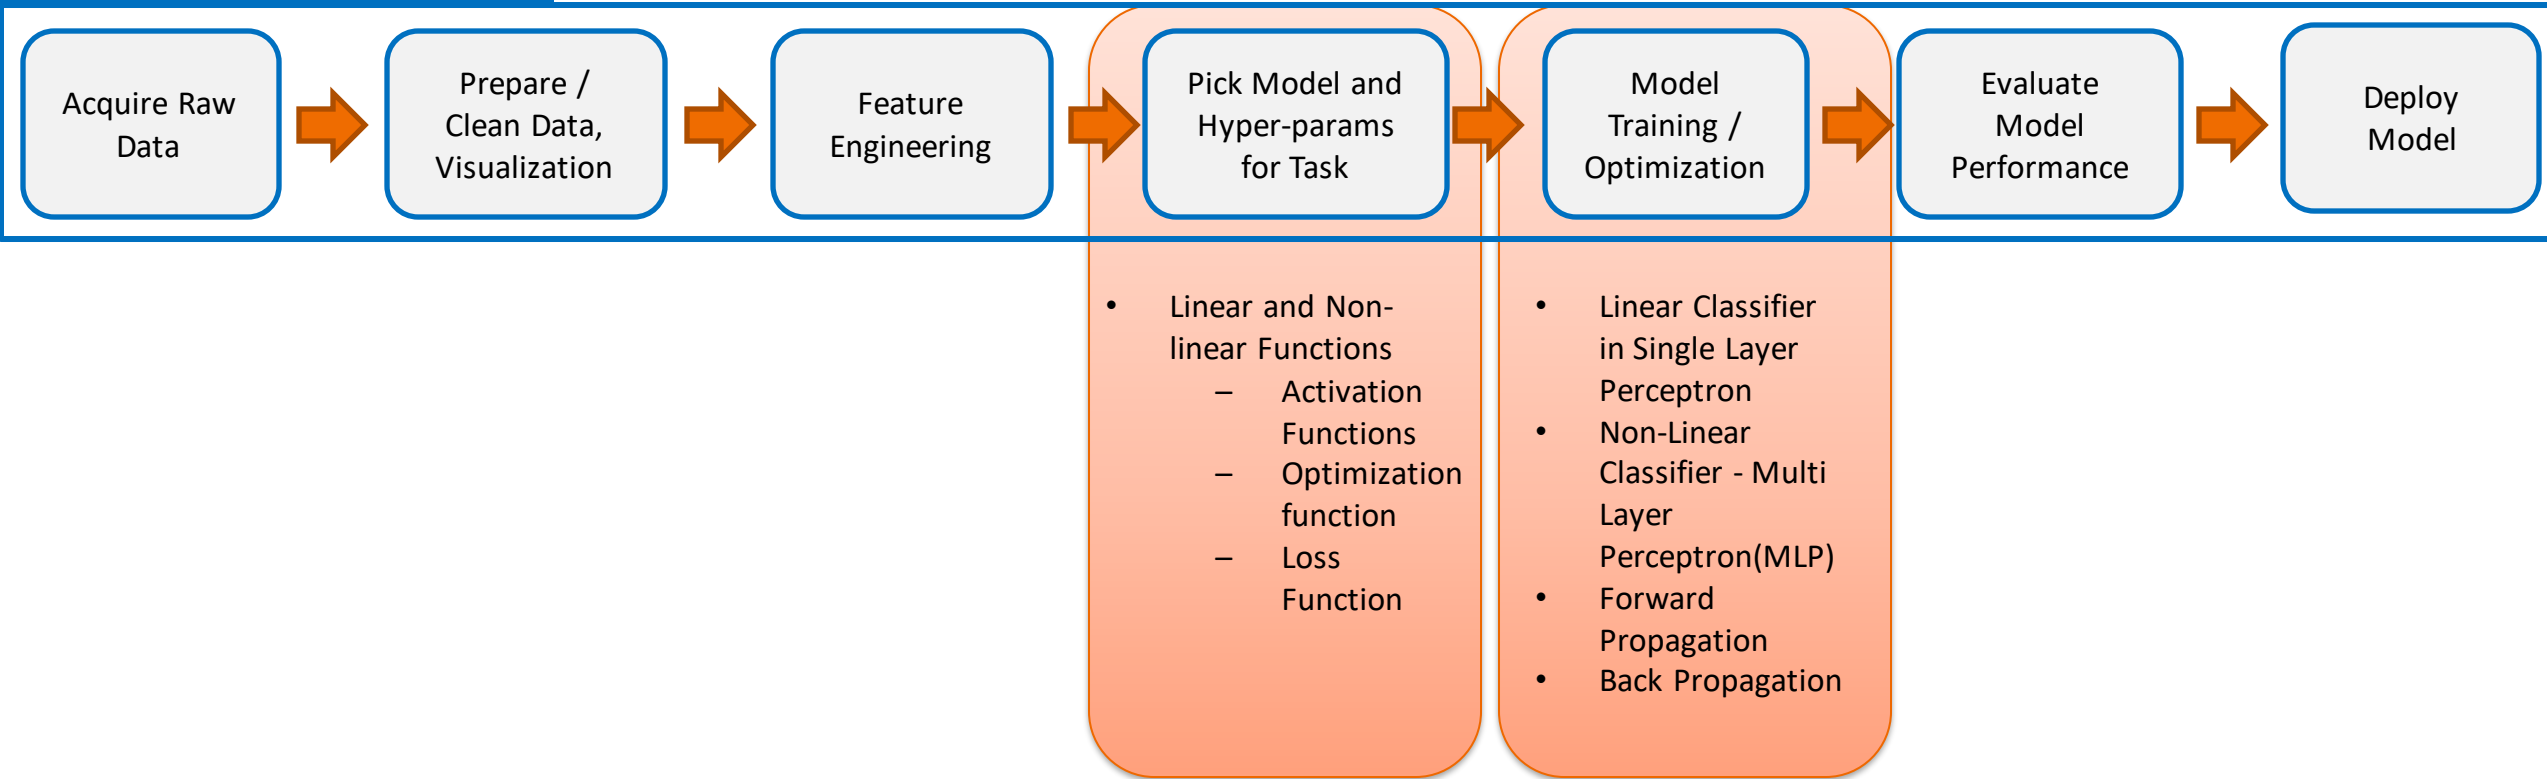 Acquire Raw
Data
Prepare /
Clean Data,
Visualization
Feature
Engineering
Pick Model and
Hyper-params
for Task
Model
Training /
Optimization
Evaluate
Model
Performance
Deploy
Model
• Linear and Non-
linear Functions
– Activation
Functions
– Optimization
function
– Loss
Function
• Linear Classifier
in Single Layer
Perceptron
• Non-Linear
Classifier - Multi
Layer
Perceptron(MLP)
• Forward
Propagation
• Back Propagation